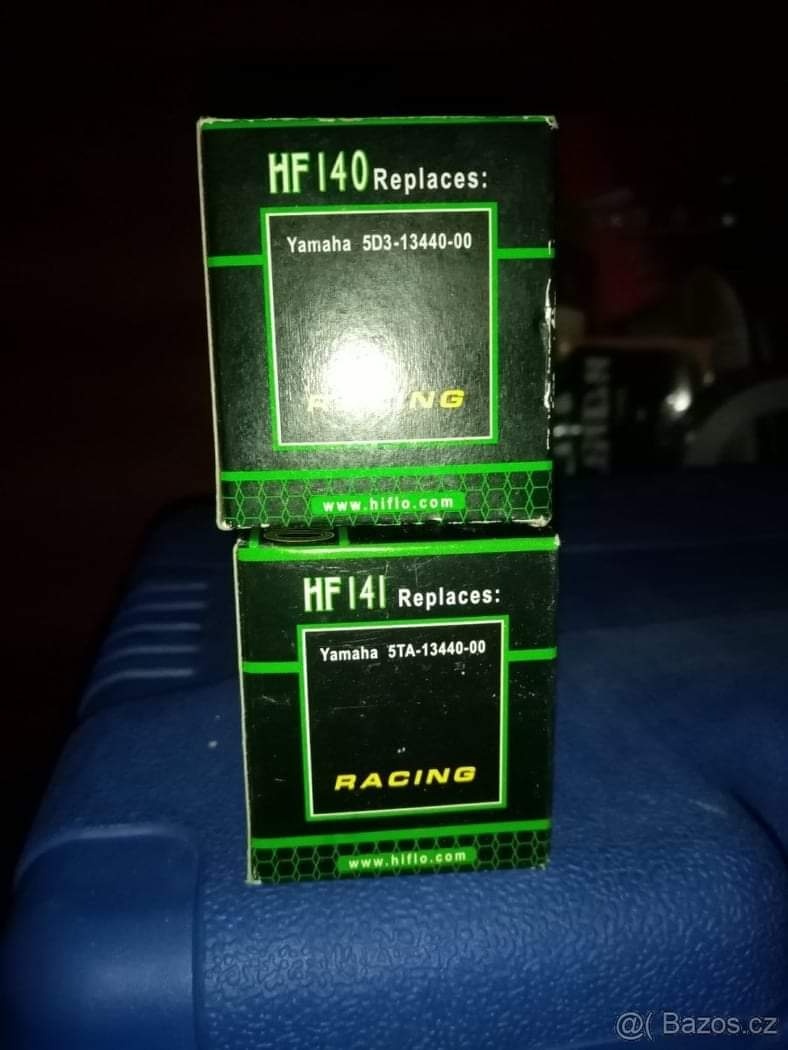 HF140 Replaces:
Yamaha 5D3-13440-00
RACING
www.hiflo.com
HF141 Replaces:
Yamaha 5TA-13440-00
RACING
www.hiflo.com
@( Bazos.cz